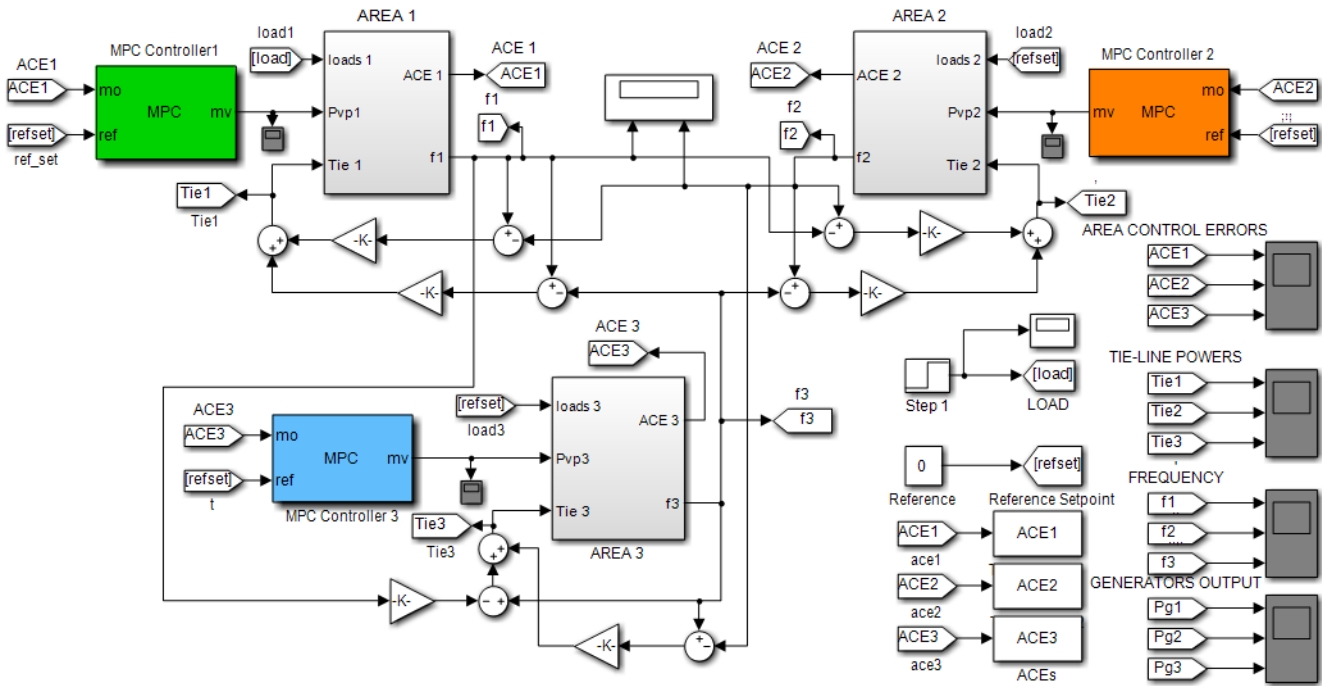 AREA 1
ACE1
MPC Controller1
load1
[load]
loads 1
ACE 1
ACE 1
ACE1
ACE1
mo
MPC
mv
ref
[refset]
ref_set
Pvp1
Tie 1
f1
f1
f1
Tie1
Tie1
+
+
-K-
+
-
-K-
+
-
AREA 2
ACE 2
ACE2
ACE 2
loads 2
load2
[refset]
MPC Controller 2
f2
f2
f2
Pvp2
Tie 2
mv
MPC
mo
ref
ACE2
[refset]
Tie2
-
+
-K-
+
+
-
+
-K-
AREA CONTROL ERRORS
ACE1
ACE2
ACE3
TIE-LINE POWERS
Tie1
Tie2
Tie3
FREQUENCY
f1
f2
f3
GENERATORS OUTPUT
Pg1
Pg2
Pg3
ACE 3
ACE3
[refset]
load3
loads 3
ACE 3
Pvp3
Tie 3
f3
AREA 3
f3
f3
ACE3
ACE3
[refset]
t
mo
MPC
mv
ref
MPC Controller 3
Tie3
Tie3
+
+
-K-
-
+
-K-
+
-
Step 1
[load]
LOAD
0
Reference
[refset]
Reference Setpoint
ACE1
ace1
ACE1
ACE2
ace2
ACE2
ACE3
ace3
ACE3
ACEs